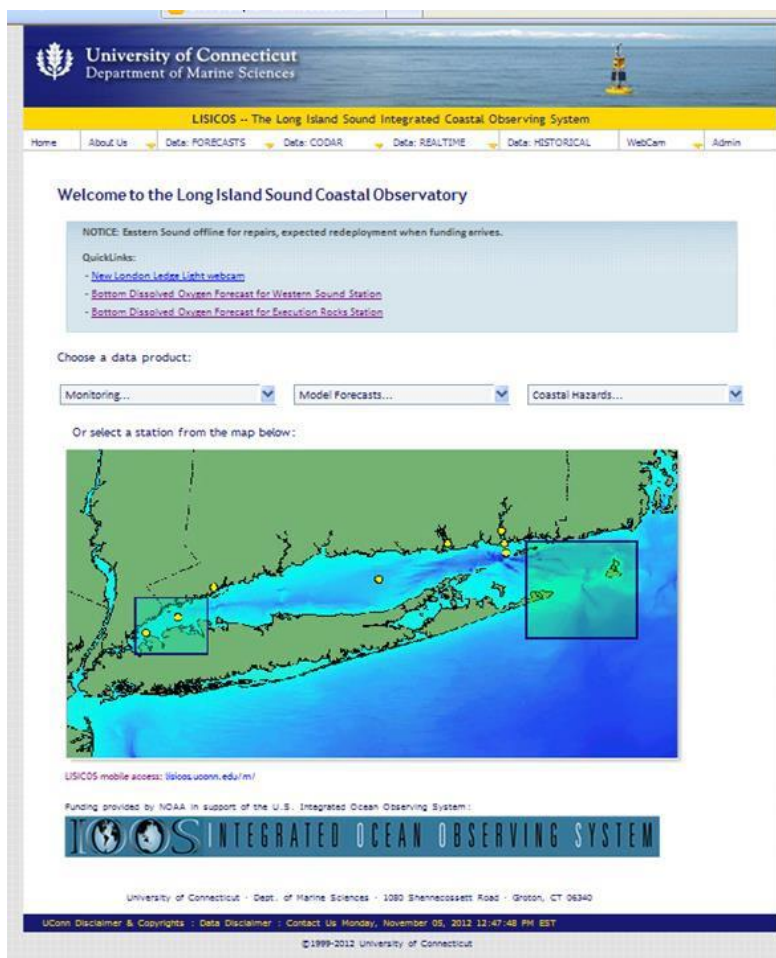 University of Connecticut
Department of Marine Sciences
LISICOS -- The Long Island Sound Integrated Coastal Observing System
Home About Us Data: FORECASTS Data: CODAR Data: REALTIME Data: HISTORICAL WebCam Admin
Welcome to the Long Island Sound Coastal Observatory
NOTICE: Eastern Sound offline for repairs, expected redeployment when funding arrives.
QuickLinks:
- New London Ledge Light webcam
- Bottom Dissolved Oxygen Forecast for Western Sound Station
- Bottom Dissolved Oxygen Forecast for Execution Rocks Station
Choose a data product:
Monitoring... Model Forecasts... Coastal Hazards...
Or select a station from the map below:
LISICOS mobile access: lisicos.uconn.edu/m/
Funding provided by NOAA in support of the U.S. Integrated Ocean Observing System:
IOOS INTEGRATED OCEAN OBSERVING SYSTEM
University of Connecticut - Dept. of Marine Sciences - 1080 Shennecossett Road - Groton, CT 06340
UConn Disclaimer & Copyrights : Data Disclaimer : Contact Us Monday, November 05, 2012 12:47:48 PM EST
©1999-2012 University of Connecticut